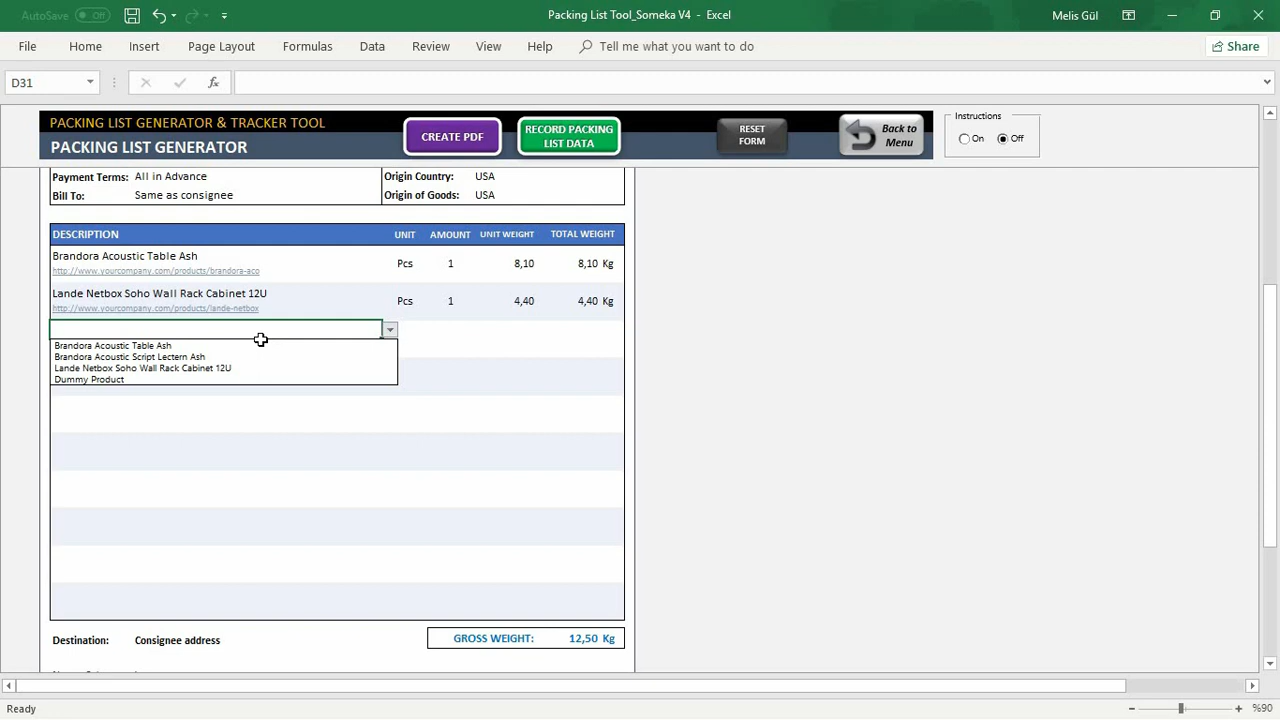 AutoSave Off
Packing List Tool_Someka V4 - Excel
Melis Gül
File Home Insert Page Layout Formulas Data Review View Help Tell me what you want to do
Share
D31
fx
PACKING LIST GENERATOR & TRACKER TOOL
PACKING LIST GENERATOR
CREATE PDF
RECORD PACKING
LIST DATA
RESET
FORM
Back to
Menu
Instructions
On Off
Payment Terms: All in Advance Origin Country: USA
Bill To: Same as consignee Origin of Goods: USA
DESCRIPTION UNIT AMOUNT UNIT WEIGHT TOTAL WEIGHT
Brandora Acoustic Table Ash
http://www.yourcompany.com/products/brandora-aco
Pcs 1 8,10 8,10 Kg
Lande Netbox Soho Wall Rack Cabinet 12U
http://www.yourcompany.com/products/lande-netbox
Pcs 1 4,40 4,40 Kg
Brandora Acoustic Table Ash
Brandora Acoustic Script Lectern Ash
Lande Netbox Soho Wall Rack Cabinet 12U
Dummy Product
Destination: Consignee address GROSS WEIGHT: 12,50 Kg
Ready
%90